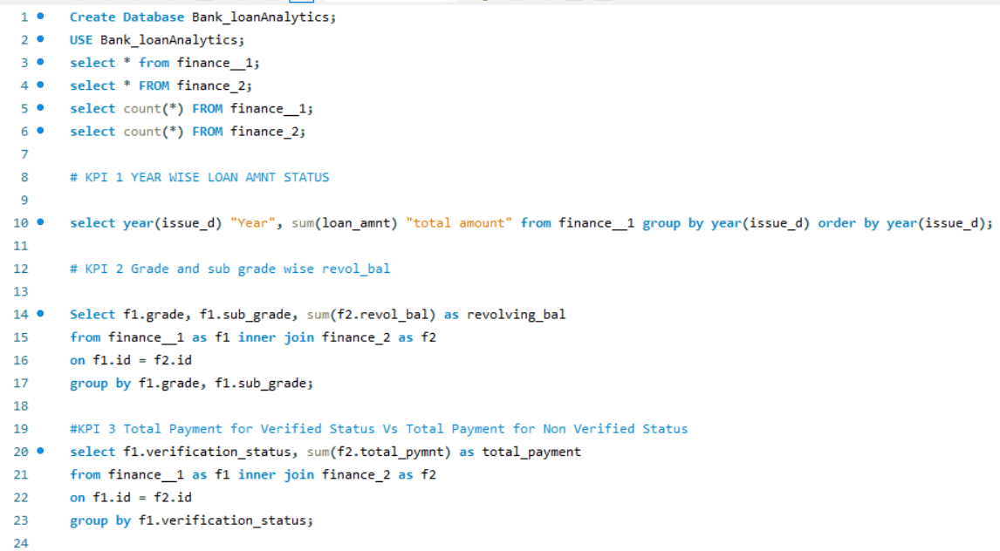 1 Create Database Bank_loanAnalytics;
2 USE Bank_loanAnalytics;
3 select * from finance__1;
4 select * FROM finance_2;
5 select count(*) FROM finance__1;
6 select count(*) FROM finance_2;
7
8 # KPI 1 YEAR WISE LOAN AMNT STATUS
9
10 select year(issue_d) "Year", sum(loan_amnt) "total amount" from finance__1 group by year(issue_d) order by year(issue_d);
11
12 # KPI 2 Grade and sub grade wise revol_bal
13
14 Select f1.grade, f1.sub_grade, sum(f2.revol_bal) as revolving_bal
15 from finance__1 as f1 inner join finance_2 as f2
16 on f1.id = f2.id
17 group by f1.grade, f1.sub_grade;
18
19 #KPI 3 Total Payment for Verified Status Vs Total Payment for Non Verified Status
20 select f1.verification_status, sum(f2.total_pymnt) as total_payment
21 from finance__1 as f1 inner join finance_2 as f2
22 on f1.id = f2.id
23 group by f1.verification_status;
24